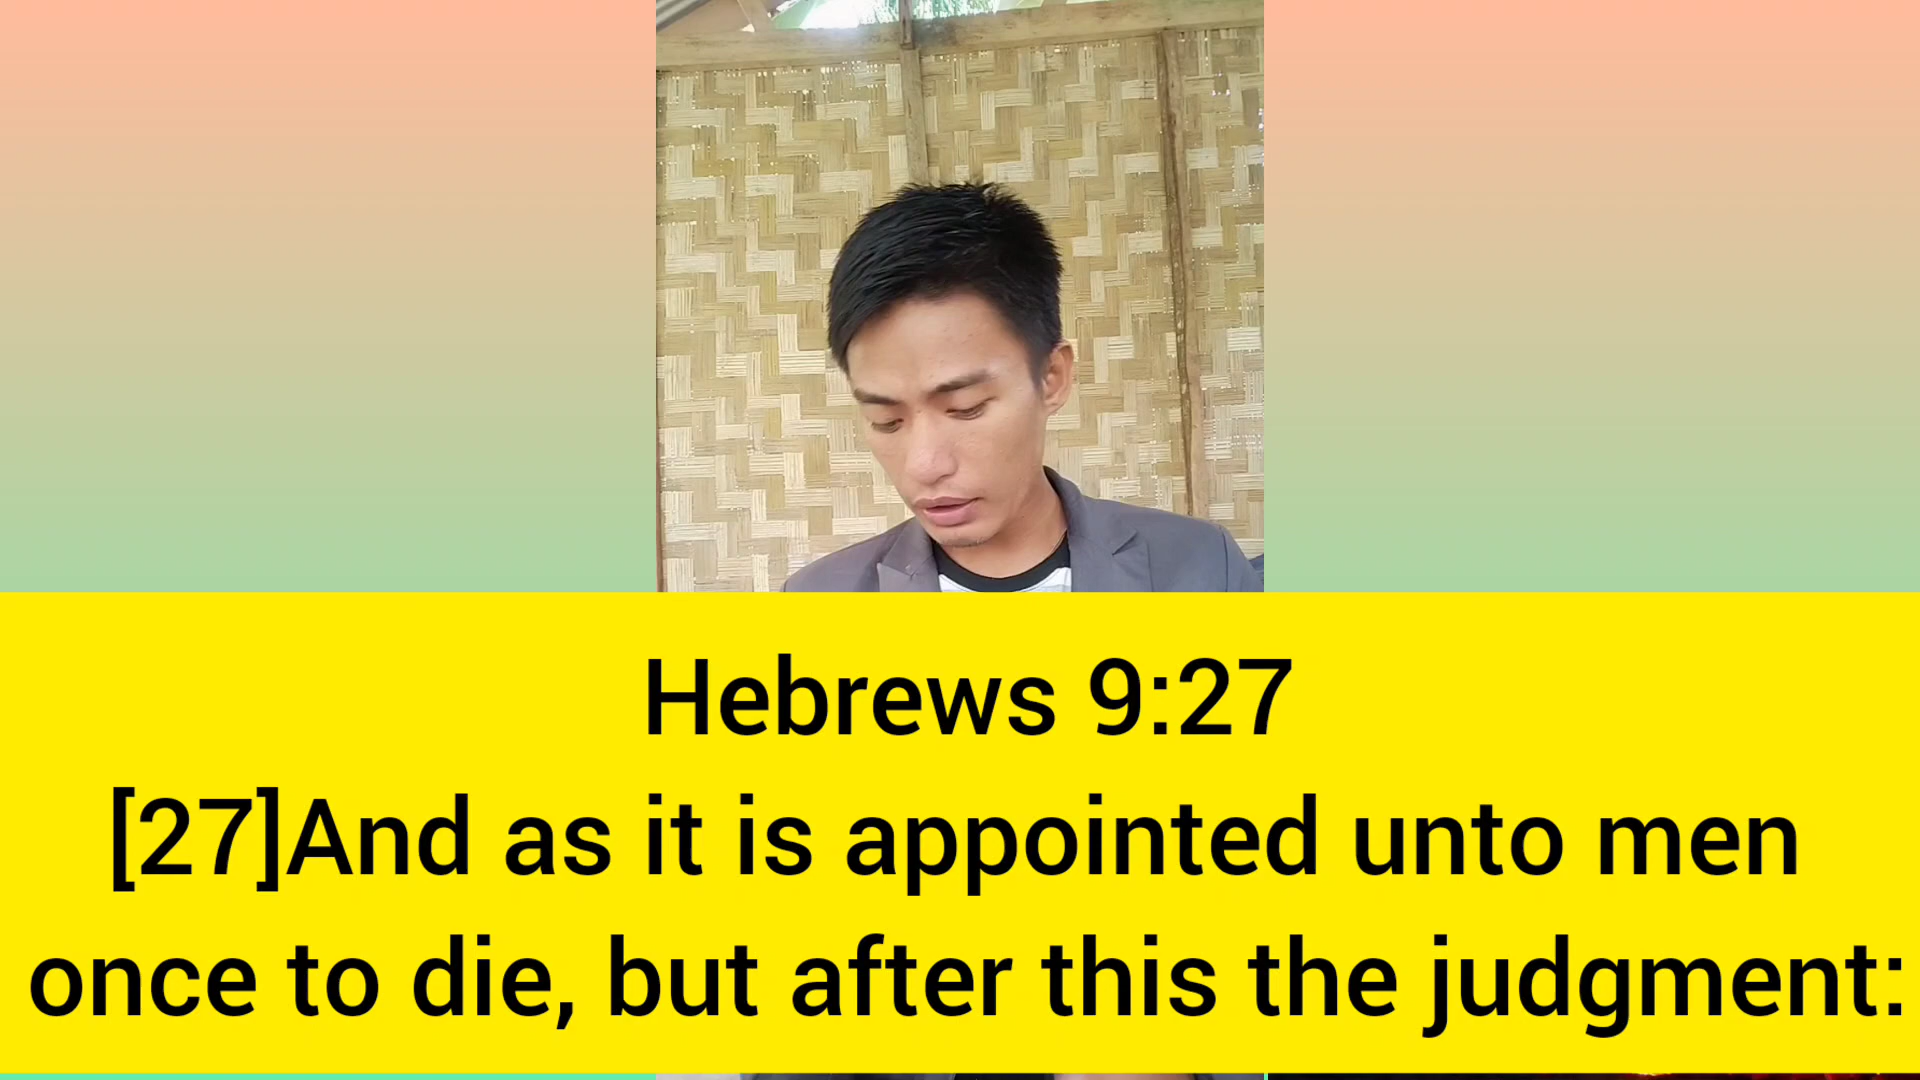 Hebrews 9:27
[27]And as it is appointed unto men
once to die, but after this the judgment: